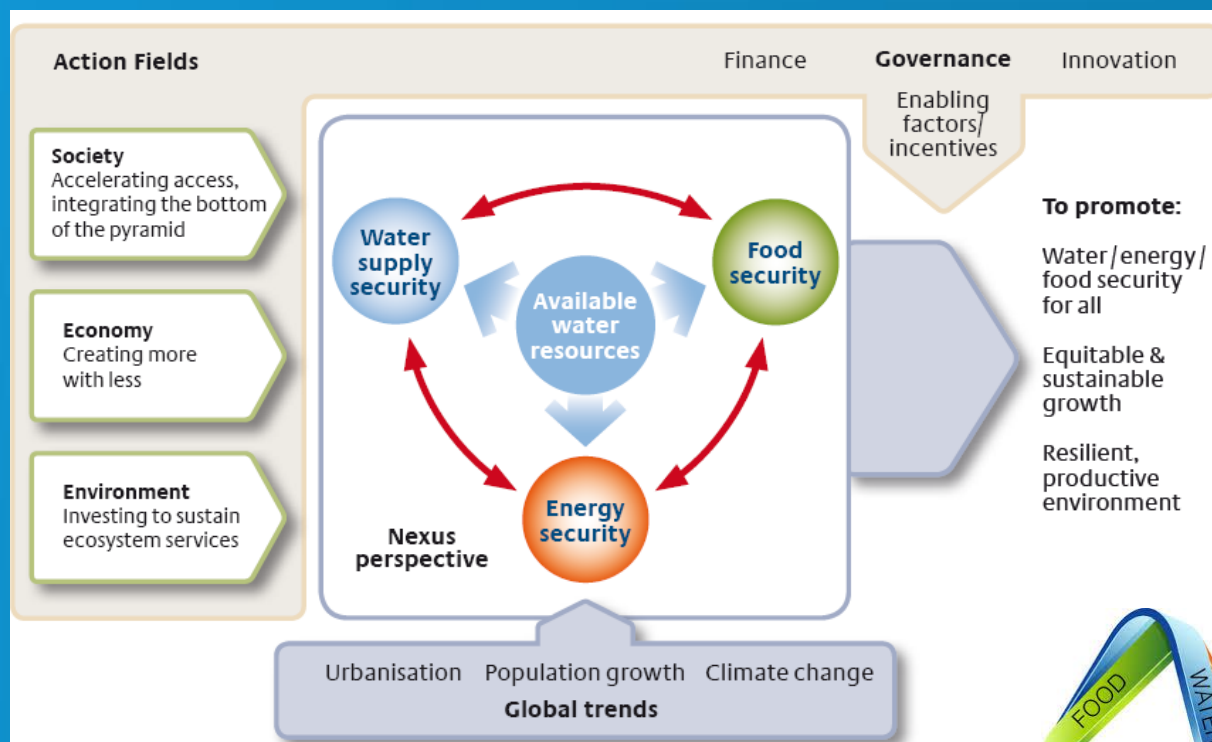 Action Fields
Finance
Governance
Innovation
Enabling
factors/
incentives
Society
Accelerating access,
integrating the bottom
of the pyramid
Economy
Creating more
with less
Environment
Investing to sustain
ecosystem services
Water
supply
security
Food
security
Available
water
resources
Energy
security
Nexus
perspective
To promote:
Water/energy/
food security
for all
Equitable &
sustainable
growth
Resilient,
productive
environment
Urbanisation
Population growth
Climate change
Global trends
FOOD